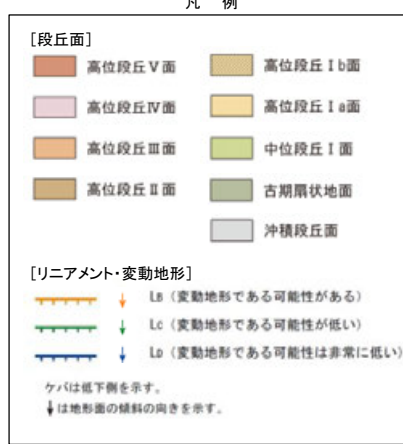 凡 例
[段丘面]
高位段丘Ⅴ面
高位段丘Ⅳ面
高位段丘Ⅲ面
高位段丘Ⅱ面
高位段丘Ⅰb面
高位段丘Ⅰa面
中位段丘Ⅰ面
古期扇状地面
沖積段丘面
[リニアメント・変動地形]
LB (変動地形である可能性がある)
LC (変動地形である可能性が低い)
LD (変動地形である可能性は非常に低い)
ケバは低下側を示す。
↓は地形面の傾斜の向きを示す。